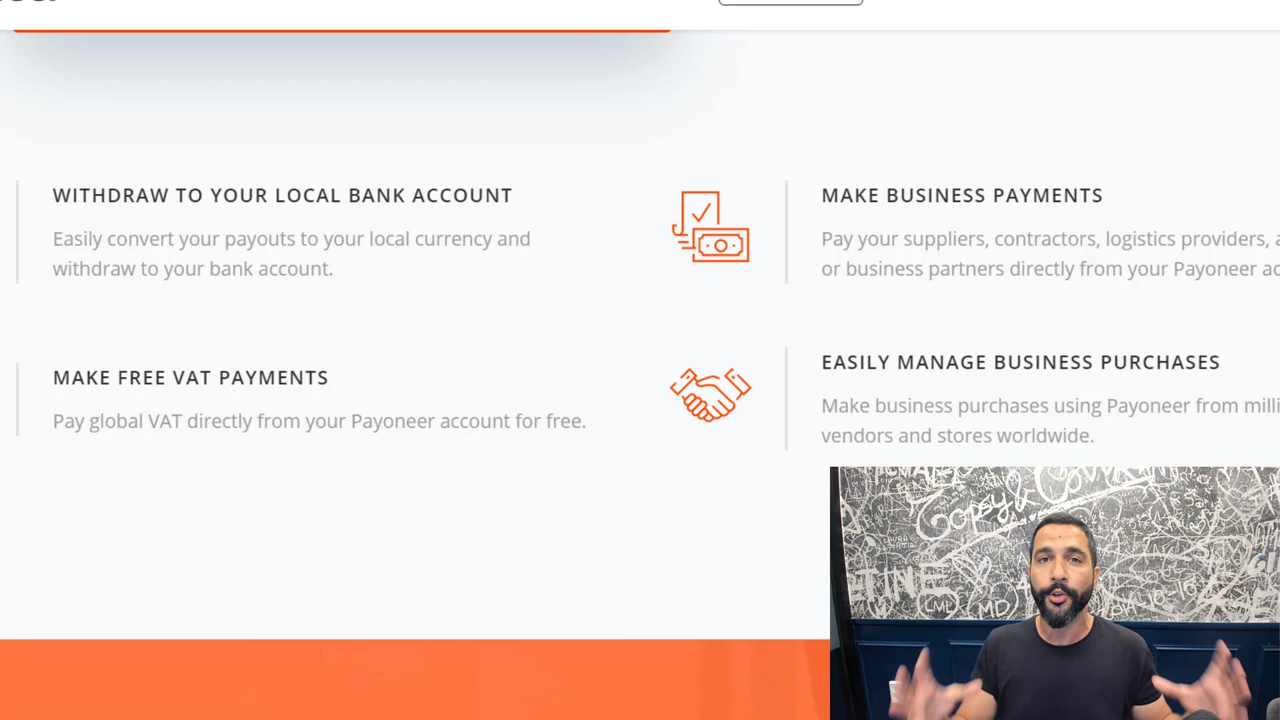 WITHDRAW TO YOUR LOCAL BANK ACCOUNT
Easily convert your payouts to your local currency and
withdraw to your bank account.
MAKE BUSINESS PAYMENTS
Pay your suppliers, contractors, logistics providers,
or business partners directly from your Payoneer
MAKE FREE VAT PAYMENTS
Pay global VAT directly from your Payoneer account for free.
EASILY MANAGE BUSINESS PURCHASES
Make business purchases using Payoneer from
vendors and stores worldwide.
LML
MD